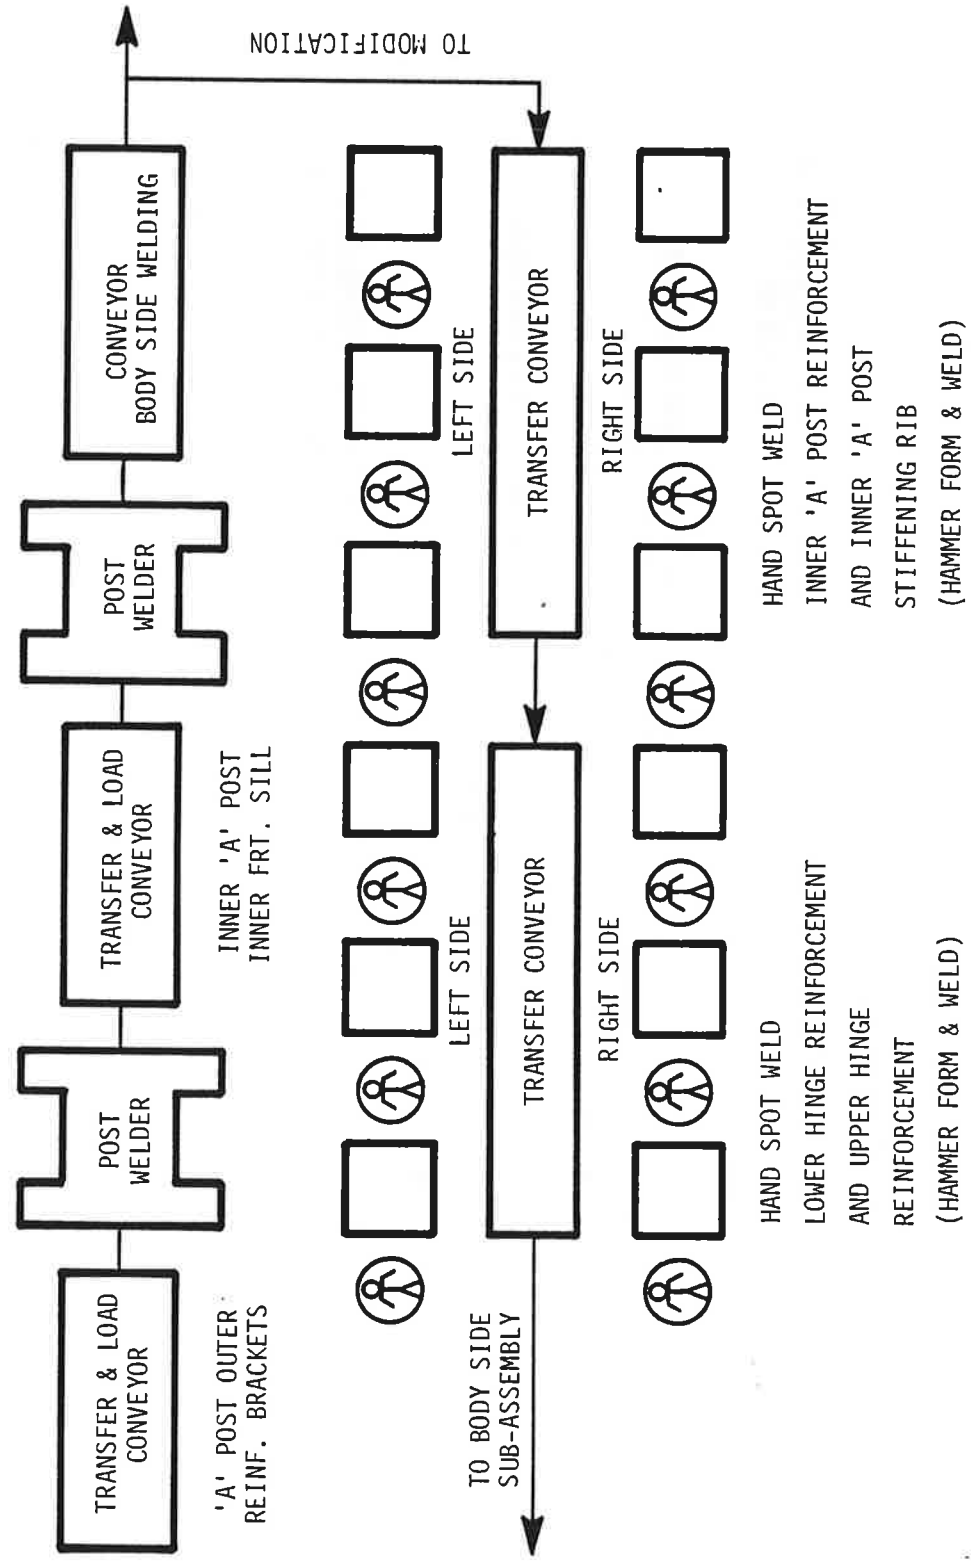 TRANSFER & LOAD
CONVEYOR
POST
WELDER
TRANSFER & LOAD
CONVEYOR
POST
WELDER
CONVEYOR
BODY SIDE WELDING
'A' POST OUTER
REINF. BRACKETS
INNER 'A' POST
INNER FRT. SILL
TO MODIFICATION
LEFT SIDE
LEFT SIDE
TO BODY SIDE
SUB-ASSEMBLY
TRANSFER CONVEYOR
TRANSFER CONVEYOR
RIGHT SIDE
RIGHT SIDE
HAND SPOT WELD
LOWER HINGE REINFORCEMENT
AND UPPER HINGE
REINFORCEMENT
(HAMMER FORM & WELD)
HAND SPOT WELD
INNER 'A' POST REINFORCEMENT
AND INNER 'A' POST
STIFFENING RIB
(HAMMER FORM & WELD)